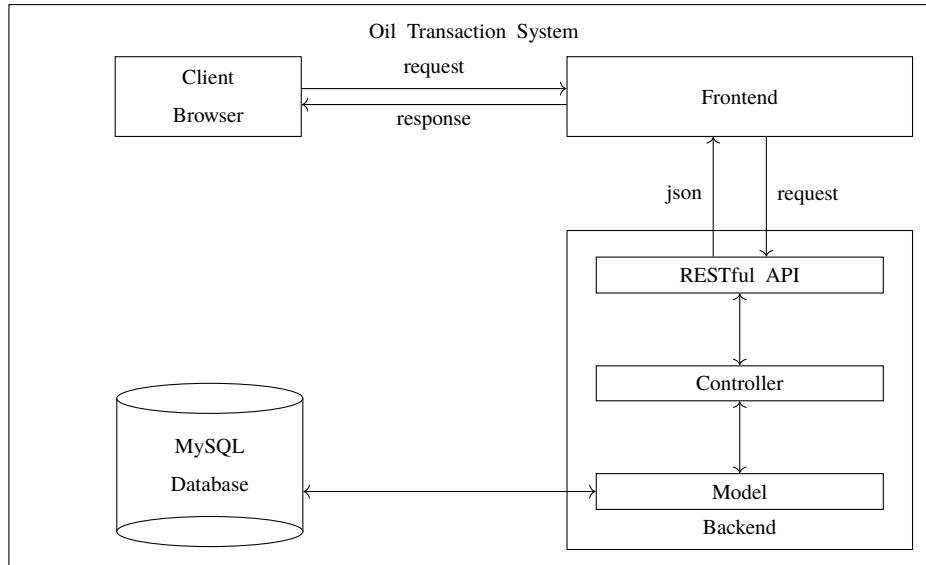 Oil Transaction System
Client
Browser
request
response
Frontend
json
request
RESTful API
Controller
MySQL
Database
Model
Backend